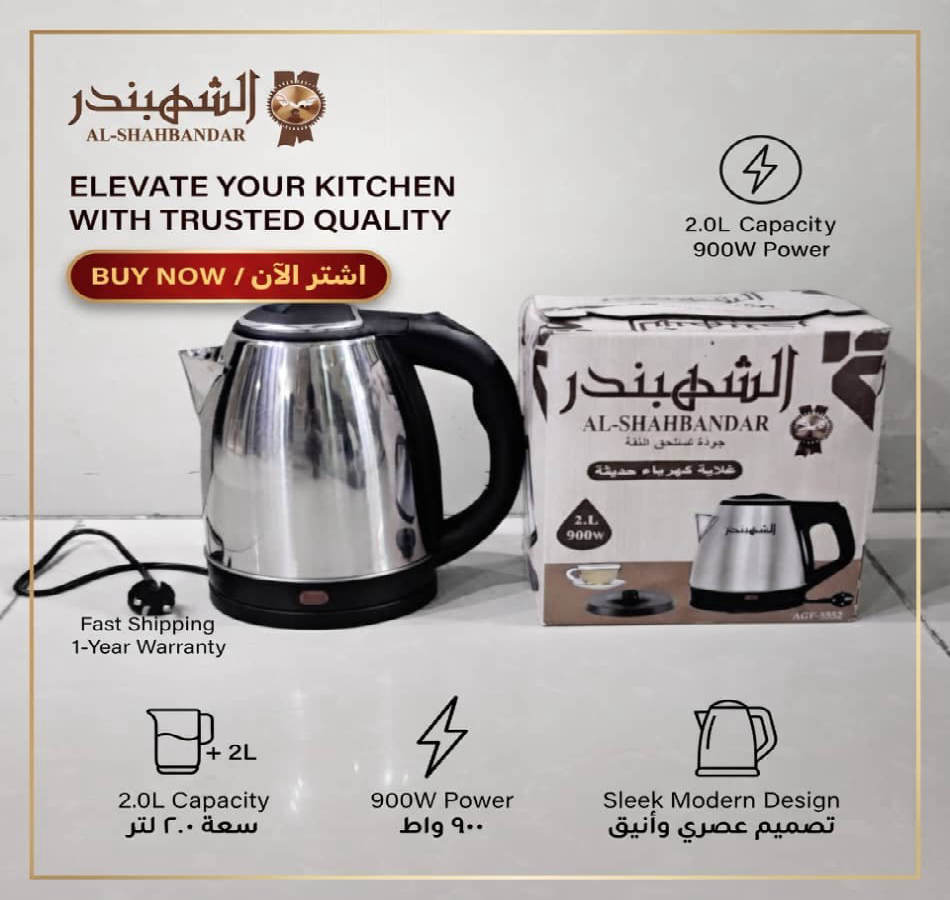 الشهبندر
AL-SHAHBANDAR
ELEVATE YOUR KITCHEN
WITH TRUSTED QUALITY
BUY NOW / اشتر الآن
2.0L Capacity
900W Power
الشهبندر
AL-SHAHBANDAR
غلاية كهرباء حديثة
2.L
900W
الشهبندر
AGF-5552
Fast Shipping
1-Year Warranty
+ 2L
2.0L Capacity
سعة ٢.٠ لتر
900W Power
٩٠٠ واط
Sleek Modern Design
تصميم عصري وأنيق